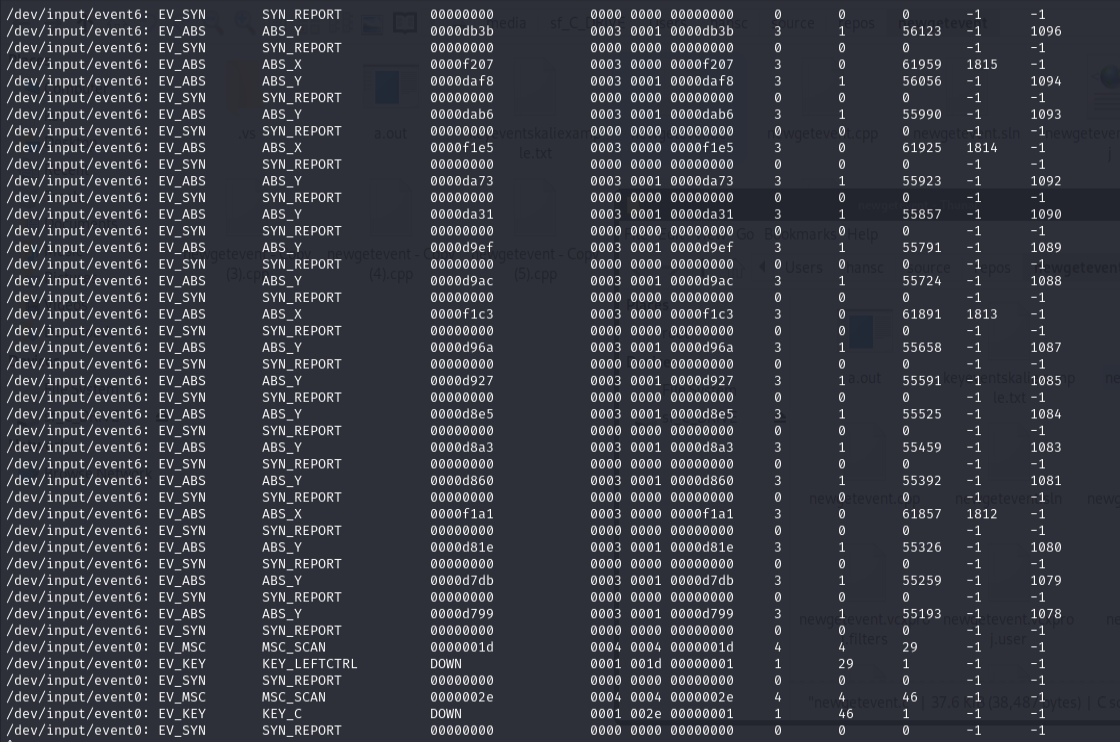 /dev/input/event6: EV_SYN SYN_REPORT 00000000 0000 0000 00000000 0 0 0 -1 -1
/dev/input/event6: EV_ABS ABS_Y 0000db3b 0003 0001 0000db3b 3 1 56123 -1 1096
/dev/input/event6: EV_SYN SYN_REPORT 00000000 0000 0000 00000000 0 0 0 -1 -1
/dev/input/event6: EV_ABS ABS_X 0000f207 0003 0000 0000f207 3 0 61959 1815 -1
/dev/input/event6: EV_ABS ABS_Y 0000daf8 0003 0001 0000daf8 3 1 56056 -1 1094
/dev/input/event6: EV_SYN SYN_REPORT 00000000 0000 0000 00000000 0 0 0 -1 -1
/dev/input/event6: EV_ABS ABS_Y 0000dab6 0003 0001 0000dab6 3 1 55990 -1 1093
/dev/input/event6: EV_SYN SYN_REPORT 00000000 0000 0000 00000000 0 0 0 -1 -1
/dev/input/event6: EV_ABS ABS_X 0000f1e5 0003 0000 0000f1e5 3 0 61925 1814 -1
/dev/input/event6: EV_SYN SYN_REPORT 00000000 0000 0000 00000000 0 0 0 -1 -1
/dev/input/event6: EV_ABS ABS_Y 0000da73 0003 0001 0000da73 3 1 55923 -1 1092
/dev/input/event6: EV_SYN SYN_REPORT 00000000 0000 0000 00000000 0 0 0 -1 -1
/dev/input/event6: EV_ABS ABS_Y 0000da31 0003 0001 0000da31 3 1 55857 -1 1090
/dev/input/event6: EV_SYN SYN_REPORT 00000000 0000 0000 00000000 0 0 0 -1 -1
/dev/input/event6: EV_ABS ABS_Y 0000d9ef 0003 0001 0000d9ef 3 1 55791 -1 1089
/dev/input/event6: EV_SYN SYN_REPORT 00000000 0000 0000 00000000 0 0 0 -1 -1
/dev/input/event6: EV_ABS ABS_Y 0000d9ac 0003 0001 0000d9ac 3 1 55724 -1 1088
/dev/input/event6: EV_SYN SYN_REPORT 00000000 0000 0000 00000000 0 0 0 -1 -1
/dev/input/event6: EV_ABS ABS_X 0000f1c3 0003 0000 0000f1c3 3 0 61891 1813 -1
/dev/input/event6: EV_SYN SYN_REPORT 00000000 0000 0000 00000000 0 0 0 -1 -1
/dev/input/event6: EV_ABS ABS_Y 0000d96a 0003 0001 0000d96a 3 1 55658 -1 1087
/dev/input/event6: EV_SYN SYN_REPORT 00000000 0000 0000 00000000 0 0 0 -1 -1
/dev/input/event6: EV_ABS ABS_Y 0000d927 0003 0001 0000d927 3 1 55591 -1 1085
/dev/input/event6: EV_SYN SYN_REPORT 00000000 0000 0000 00000000 0 0 0 -1 -1
/dev/input/event6: EV_ABS ABS_Y 0000d8e5 0003 0001 0000d8e5 3 1 55525 -1 1084
/dev/input/event6: EV_SYN SYN_REPORT 00000000 0000 0000 00000000 0 0 0 -1 -1
/dev/input/event6: EV_ABS ABS_Y 0000d8a3 0003 0001 0000d8a3 3 1 55459 -1 1083
/dev/input/event6: EV_SYN SYN_REPORT 00000000 0000 0000 00000000 0 0 0 -1 -1
/dev/input/event6: EV_ABS ABS_Y 0000d860 0003 0001 0000d860 3 1 55392 -1 1081
/dev/input/event6: EV_SYN SYN_REPORT 00000000 0000 0000 00000000 0 0 0 -1 -1
/dev/input/event6: EV_ABS ABS_X 0000f1a1 0003 0000 0000f1a1 3 0 61857 1812 -1
/dev/input/event6: EV_SYN SYN_REPORT 00000000 0000 0000 00000000 0 0 0 -1 -1
/dev/input/event6: EV_ABS ABS_Y 0000d81e 0003 0001 0000d81e 3 1 55326 -1 1080
/dev/input/event6: EV_SYN SYN_REPORT 00000000 0000 0000 00000000 0 0 0 -1 -1
/dev/input/event6: EV_ABS ABS_Y 0000d7db 0003 0001 0000d7db 3 1 55259 -1 1079
/dev/input/event6: EV_SYN SYN_REPORT 00000000 0000 0000 00000000 0 0 0 -1 -1
/dev/input/event6: EV_ABS ABS_Y 0000d799 0003 0001 0000d799 3 1 55193 -1 1078
/dev/input/event6: EV_SYN SYN_REPORT 00000000 0000 0000 00000000 0 0 0 -1 -1
/dev/input/event0: EV_MSC MSC_SCAN 0000001d 0004 0004 0000001d 4 4 29 -1 -1
/dev/input/event0: EV_KEY KEY_LEFTCTRL DOWN 0001 001d 00000001 1 29 1 -1 -1
/dev/input/event0: EV_SYN SYN_REPORT 00000000 0000 0000 00000000 0 0 0 -1 -1
/dev/input/event0: EV_MSC MSC_SCAN 0000002e 0004 0004 0000002e 4 4 46 -1 -1
/dev/input/event0: EV_KEY KEY_C DOWN 0001 002e 00000001 1 46 1 -1 -1
/dev/input/event0: EV_SYN SYN_REPORT 00000000 0000 0000 00000000 0 0 0 -1 -1